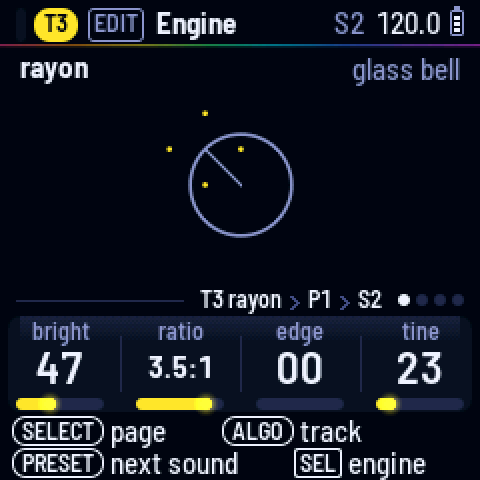 T3 EDIT Engine S2 120.0
rayon glass bell
T3 rayon > P1 > S2
bright ratio edge tine
47 3.5:1 00 23
SELECT page ALGO track
PRESET next sound SEL engine